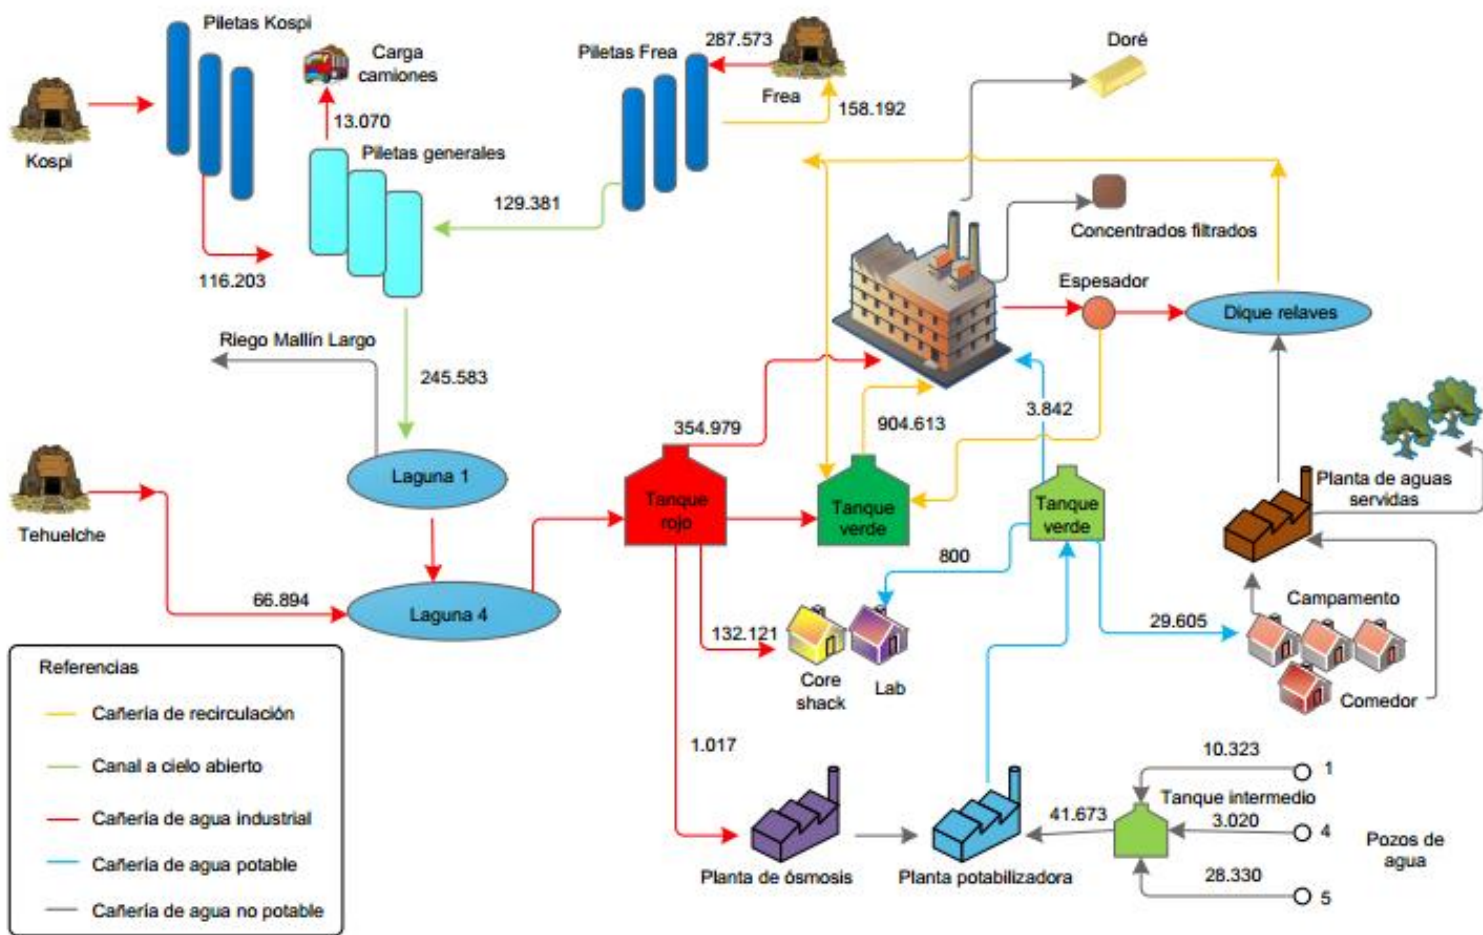 Piletas Kospi
Carga
camiones
Piletas Frea
287.573
Doré
Frea
158.192
Kospi
13.070
Piletas generales
129.381
116.203
Concentrados filtrados
Espesador
Dique relaves
Riego Mallín Largo
245.583
354.979
904.613
3.842
Laguna 1
Tanque
rojo
Tanque
verde
Tanque
verde
Planta de aguas
servidas
Tehuelche
800
66.894
Laguna 4
132.121
Core
shack
Lab
29.605
Campamento
Comedor
Referencias
Cañería de recirculación
Canal a cielo abierto
Cañería de agua industrial
Cañería de agua potable
Cañería de agua no potable
1.017
10.323
1
Tanque intermedio
41.673
3.020
4
Pozos de
agua
28.330
5
Planta de ósmosis
Planta potabilizadora